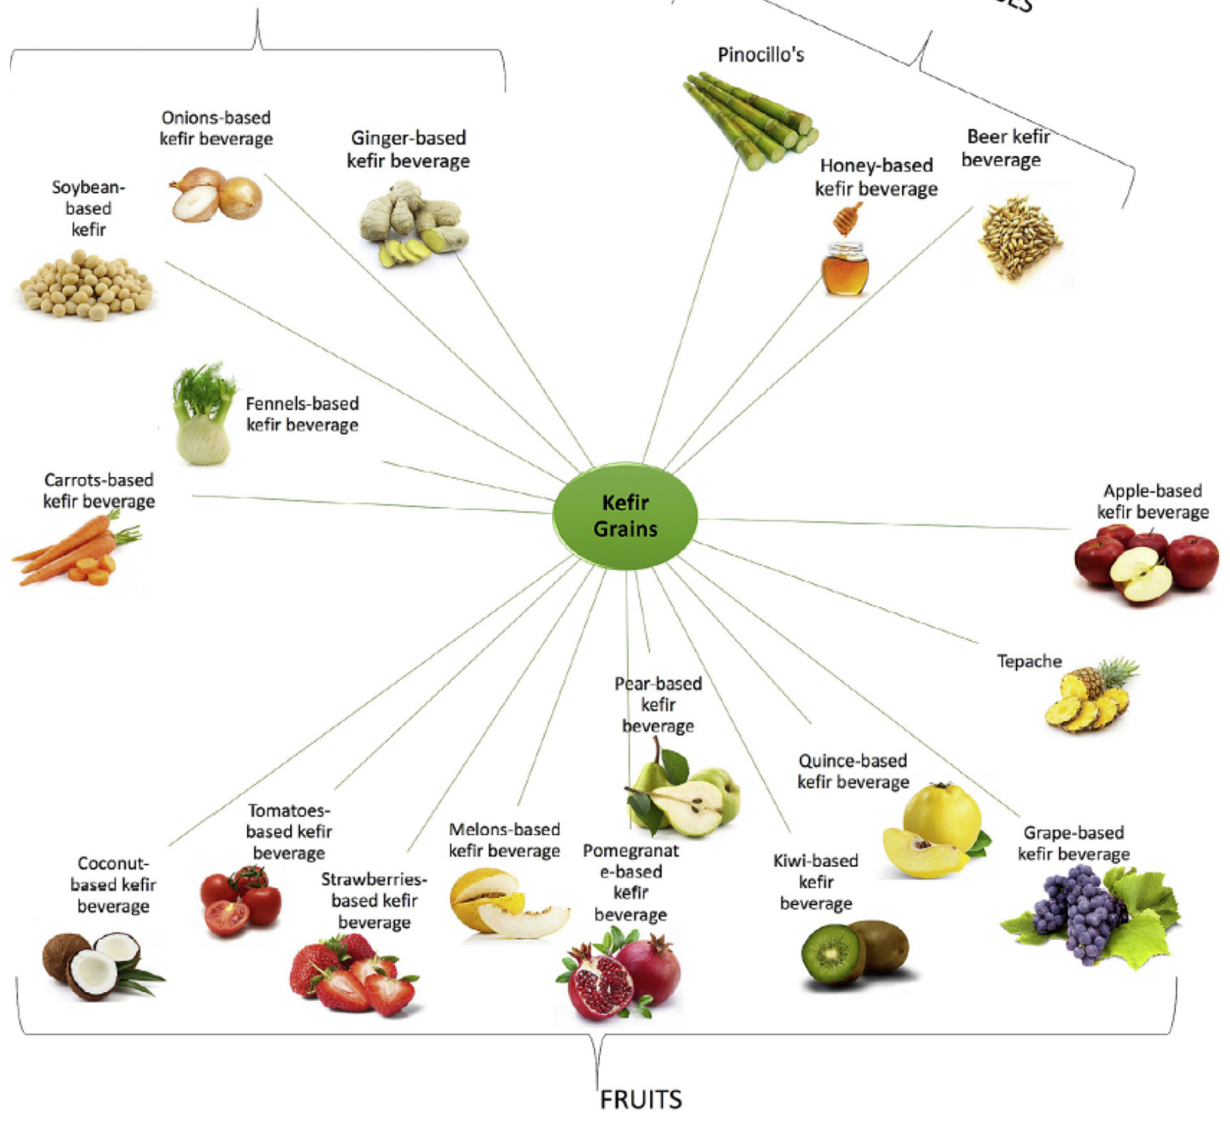 Pinocillo's
Onions-based
kefir beverage
Ginger-based
kefir beverage
Beer kefir
beverage
Honey-based
kefir beverage
Soybean-
based
kefir
Fennels-based
kefir beverage
Carrots-based
kefir beverage
Kefir
Grains
Apple-based
kefir beverage
Tepache
Pear-based
kefir
beverage
Quince-based
kefir beverage
Tomatoes-
based kefir
beverage
Melons-based
kefir beverage
Grape-based
kefir beverage
Coconut-
based kefir
beverage
Strawberries-
based kefir
beverage
Pomegranat
e-based
kefir
beverage
Kiwi-based
kefir
beverage
FRUITS